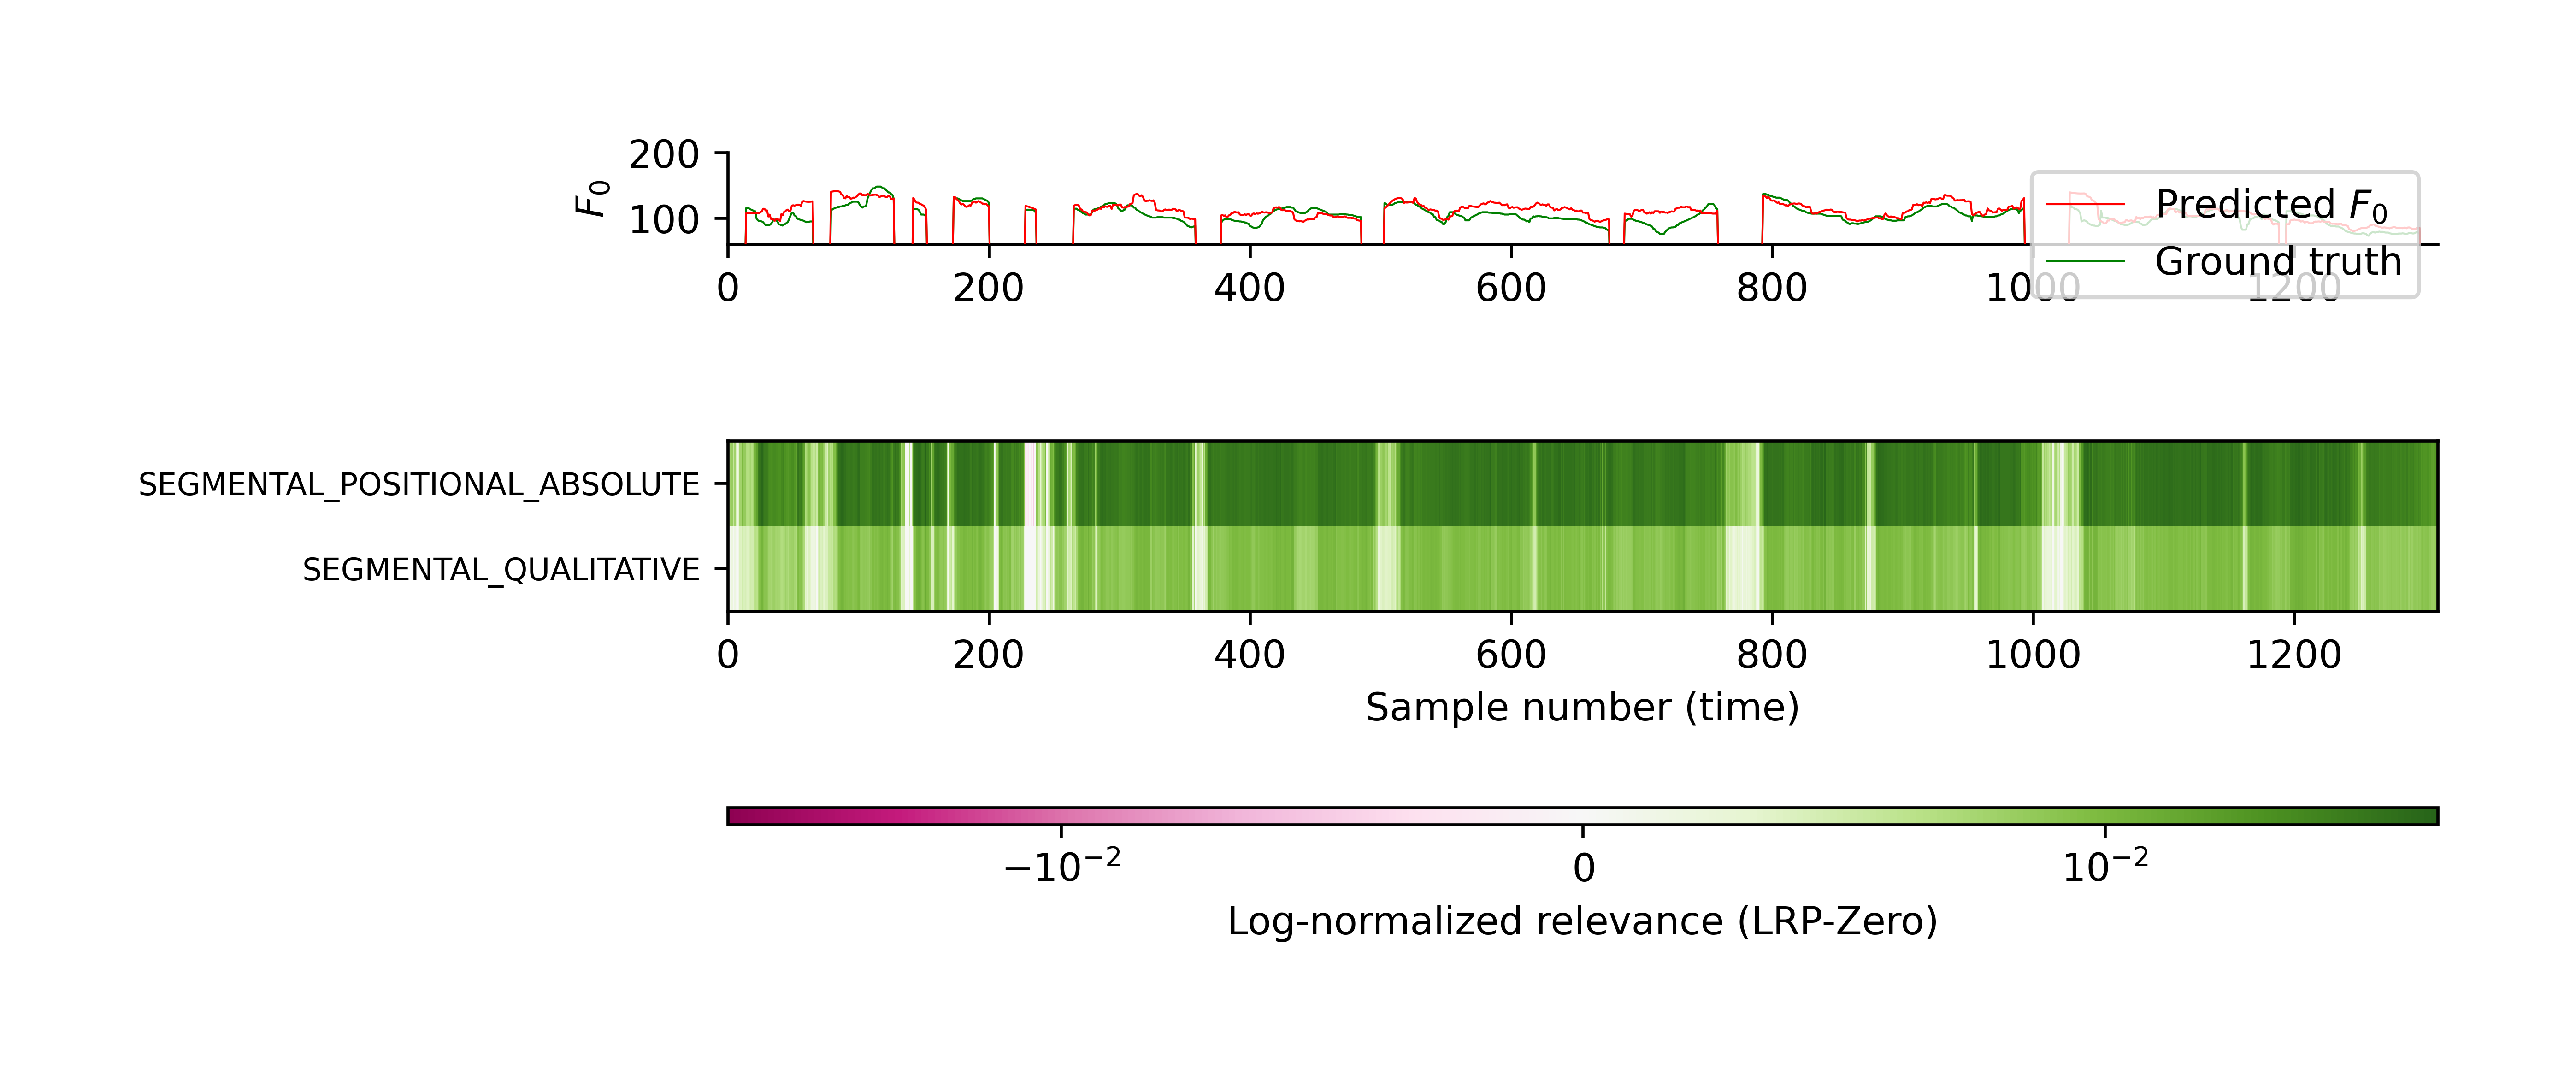 200
100
F₀
0 200 400 600 800 1000 1200
Predicted F₀
Ground truth
SEGMENTAL_POSITIONAL_ABSOLUTE
SEGMENTAL_QUALITATIVE
0 200 400 600 800 1000 1200
Sample number (time)
−10⁻² 0 10⁻²
Log-normalized relevance (LRP-Zero)